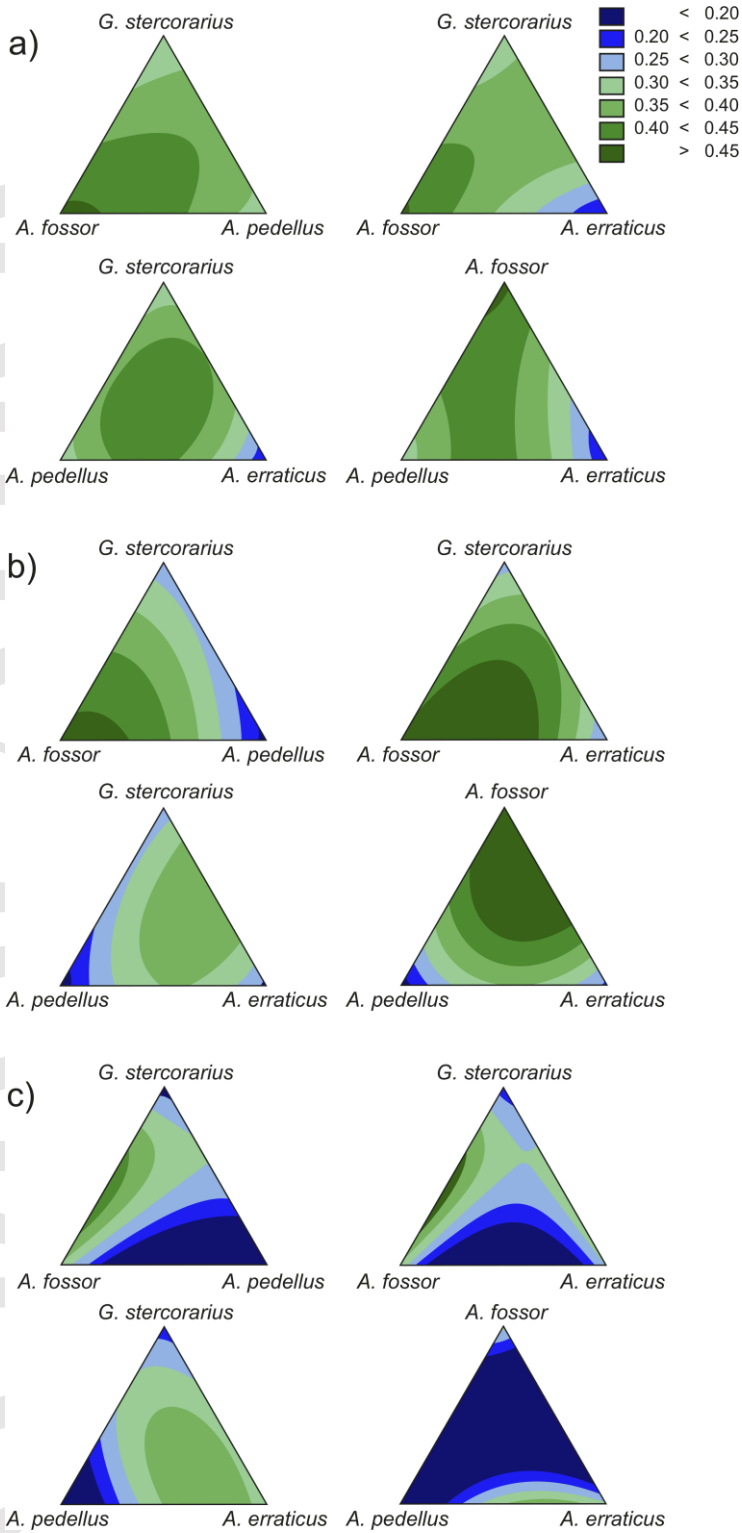 a)
G. stercorarius
A. fossor
A. pedellus
G. stercorarius
A. fossor
A. erraticus
< 0.20
0.20 < 0.25
0.25 < 0.30
0.30 < 0.35
0.35 < 0.40
0.40 < 0.45
> 0.45
G. stercorarius
A. pedellus
A. erraticus
A. fossor
A. pedellus
A. erraticus
b)
G. stercorarius
A. fossor
A. pedellus
G. stercorarius
A. fossor
A. erraticus
G. stercorarius
A. pedellus
A. erraticus
A. fossor
A. pedellus
A. erraticus
c)
G. stercorarius
A. fossor
A. pedellus
G. stercorarius
A. fossor
A. erraticus
G. stercorarius
A. pedellus
A. erraticus
A. fossor
A. pedellus
A. erraticus